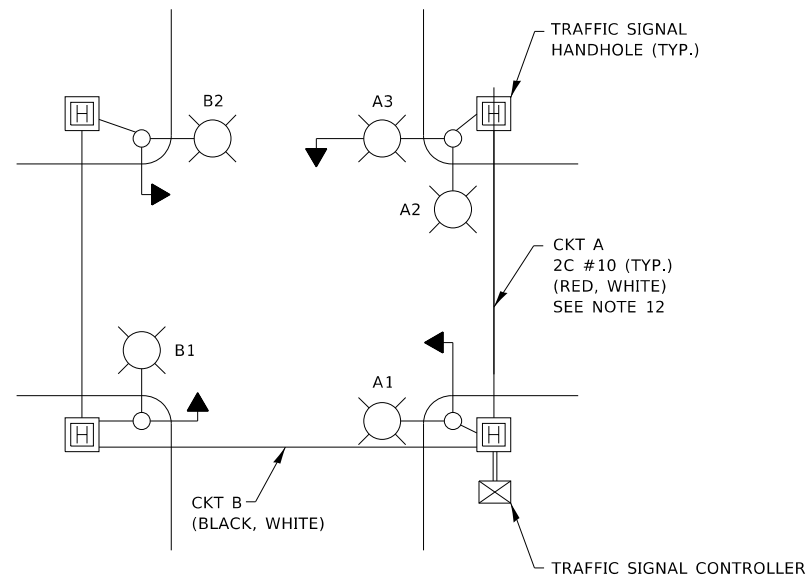 TRAFFIC SIGNAL
HANDHOLE (TYP.)
H
B2
A3
H
A2
CKT A
2C #10 (TYP.)
(RED, WHITE)
SEE NOTE 12
B1
A1
H
H
CKT B
(BLACK, WHITE)
TRAFFIC SIGNAL CONTROLLER